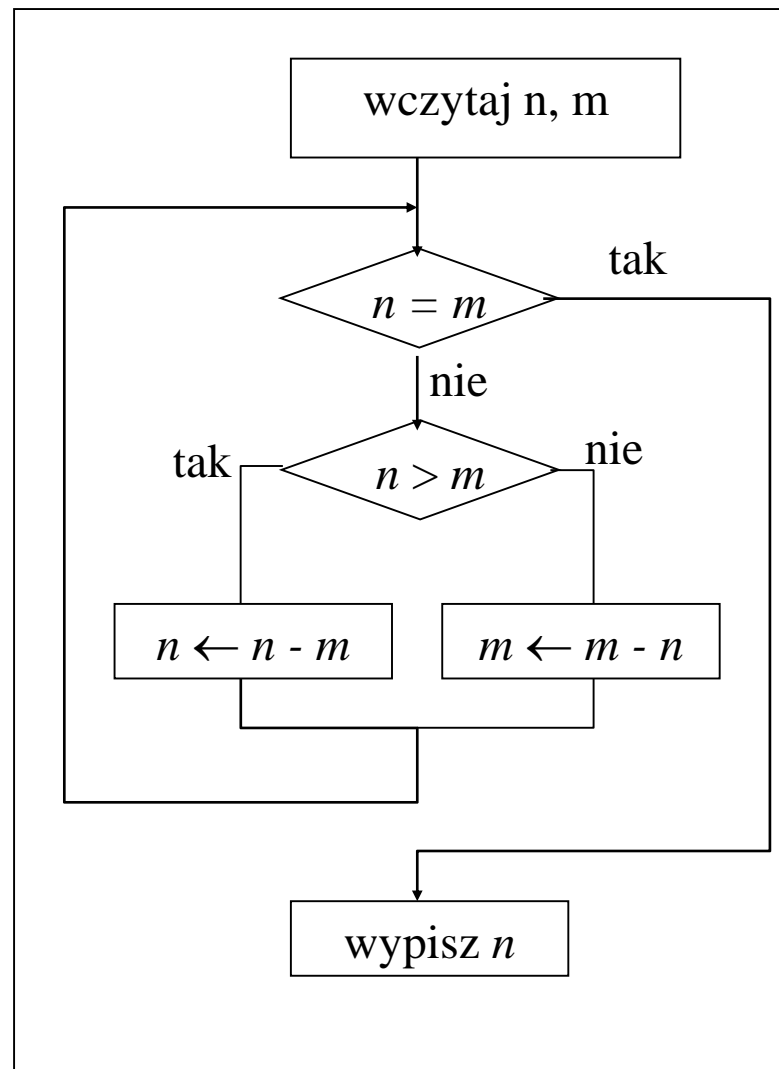 wczytaj n, m
tak
n = m
nie
tak
n > m
nie
n ← n - m
m ← m - n
wypisz n